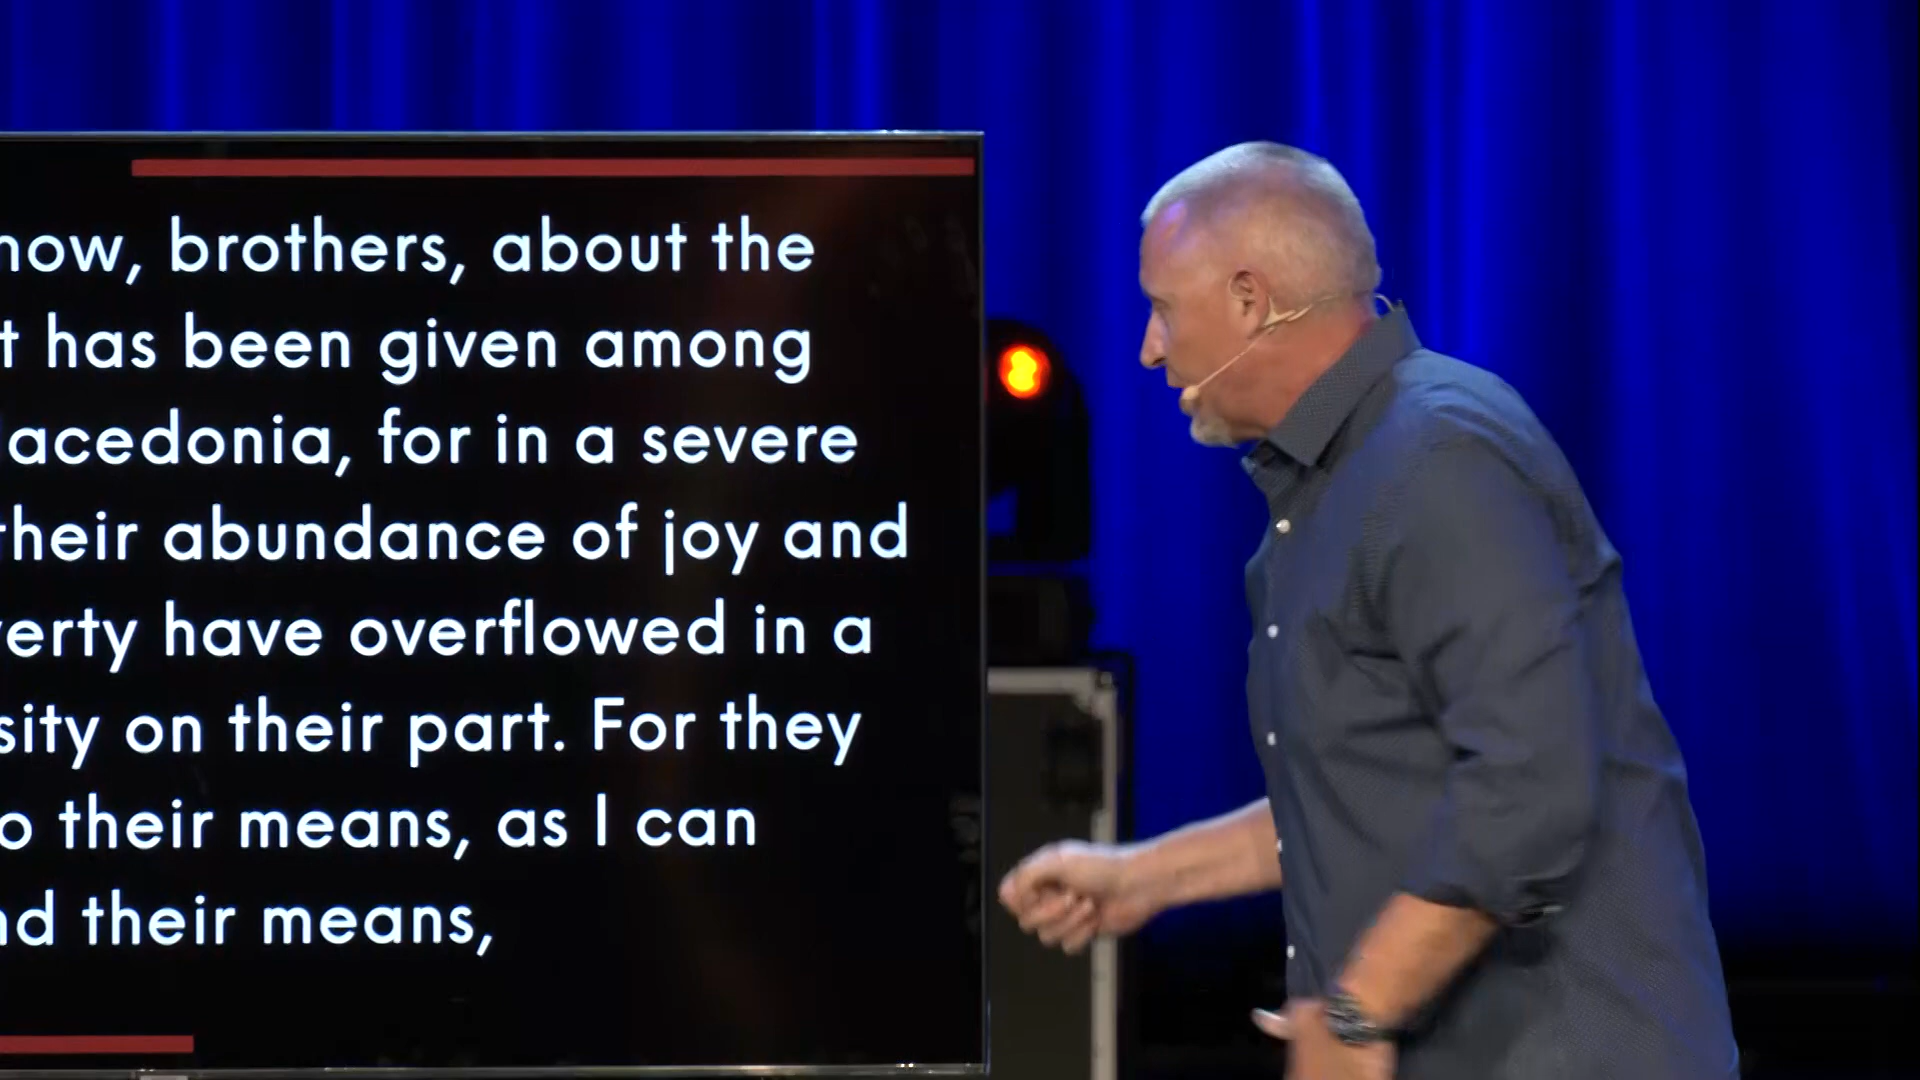 now, brothers, about the
t has been given among
acedonia, for in a severe
their abundance of joy and
verty have overflowed in a
sity on their part. For they
o their means, as I can
nd their means,